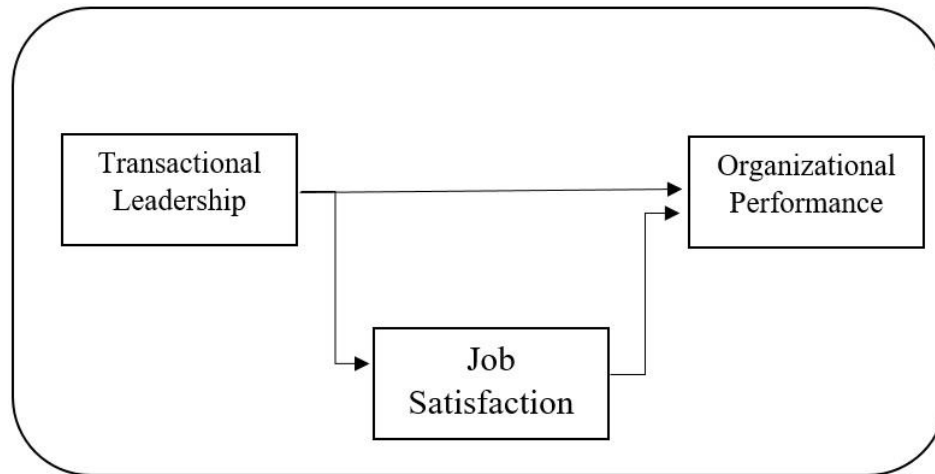 Transactional
Leadership
Organizational
Performance
Job
Satisfaction